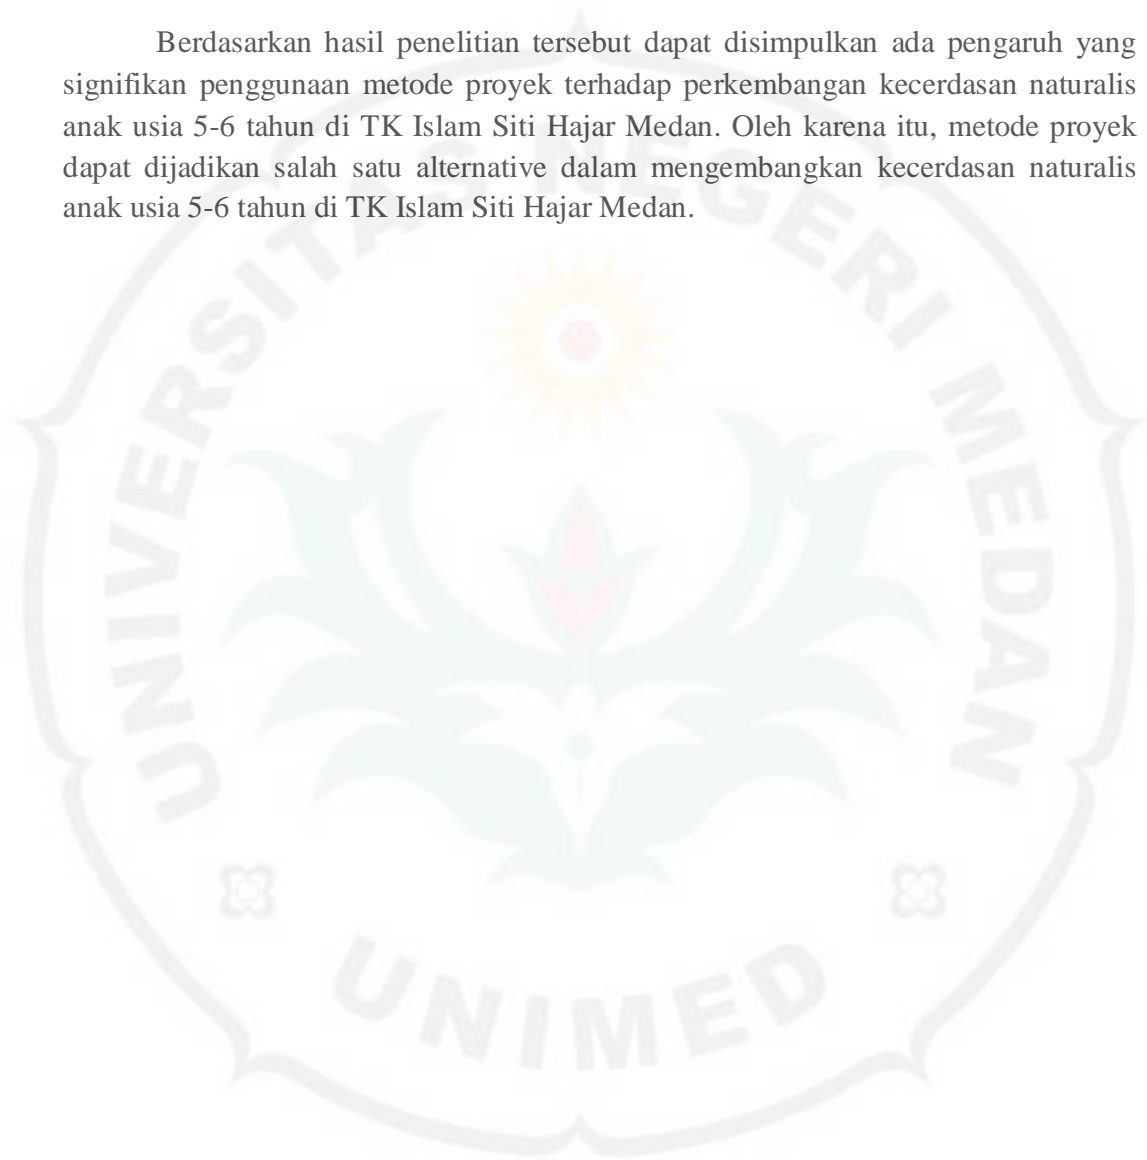 Berdasarkan hasil penelitian tersebut dapat disimpulkan ada pengaruh yang
signifikan penggunaan metode proyek terhadap perkembangan kecerdasan naturalis
anak usia 5-6 tahun di TK Islam Siti Hajar Medan. Oleh karena itu, metode proyek
dapat dijadikan salah satu alternative dalam mengembangkan kecerdasan naturalis
anak usia 5-6 tahun di TK Islam Siti Hajar Medan.
UNIVERSITAS NEGERI MEDAN
UNIMED